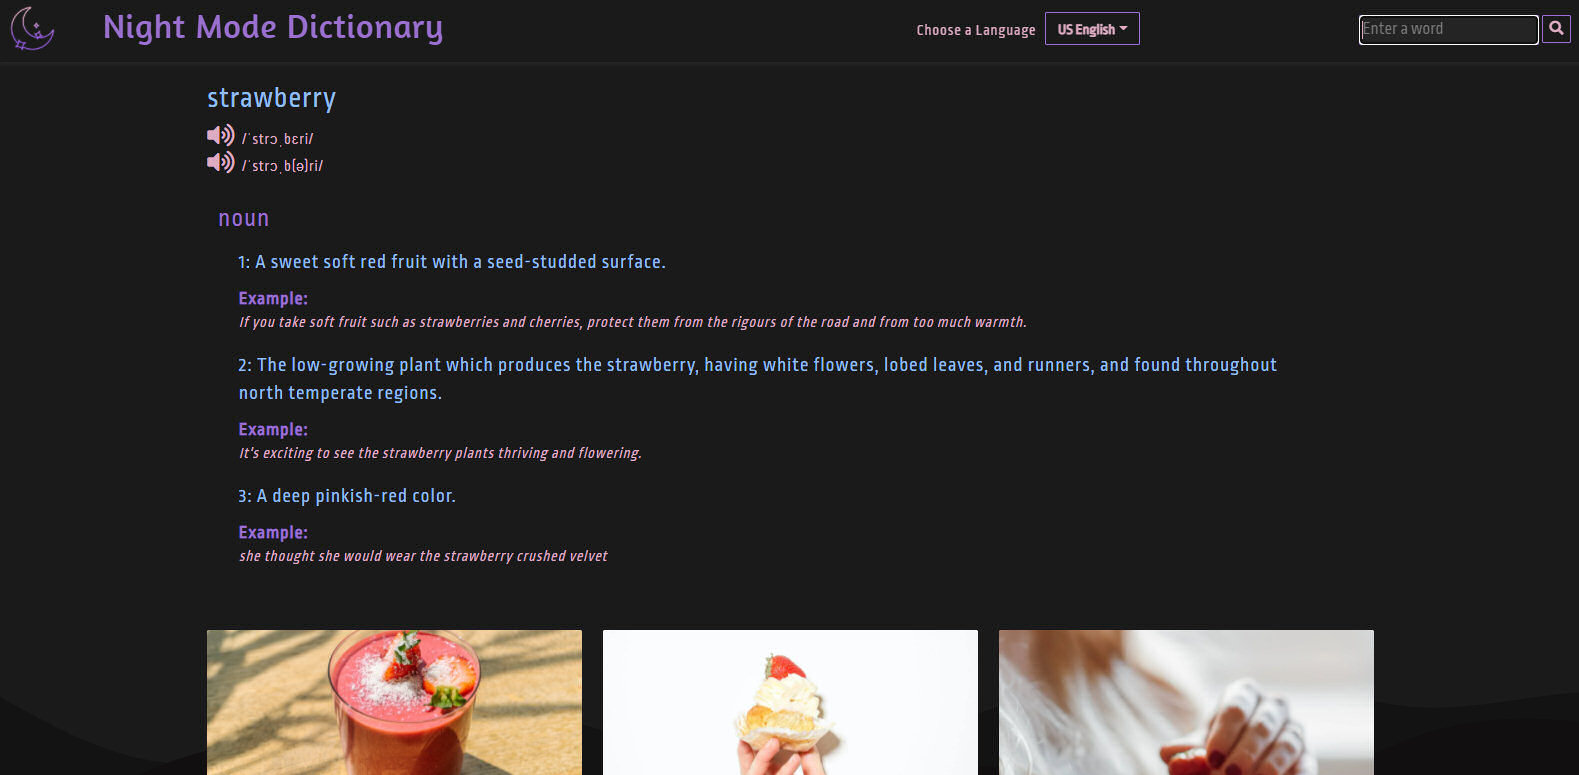 Night Mode Dictionary
Choose a Language
US English
Enter a word
strawberry
/ˈstrɔˌbɛri/
/ˈstrɔˌb(ə)ri/
noun
1: A sweet soft red fruit with a seed-studded surface.
Example:
If you take soft fruit such as strawberries and cherries, protect them from the rigours of the road and from too much warmth.
2: The low-growing plant which produces the strawberry, having white flowers, lobed leaves, and runners, and found throughout
north temperate regions.
Example:
It's exciting to see the strawberry plants thriving and flowering.
3: A deep pinkish-red color.
Example:
she thought she would wear the strawberry crushed velvet